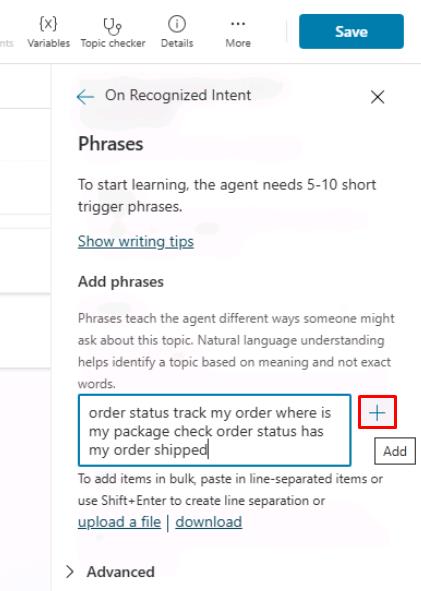 nts
{x}
Variables
Topic checker
Details
More
Save
On Recognized Intent
Phrases
To start learning, the agent needs 5-10 short
trigger phrases.
Show writing tips
Add phrases
Phrases teach the agent different ways someone might
ask about this topic. Natural language understanding
helps identify a topic based on meaning and not exact
words.
order status track my order where is
my package check order status has
my order shipped
Add
To add items in bulk, paste in line-separated items or
use Shift+Enter to create line separation or
upload a file | download
Advanced